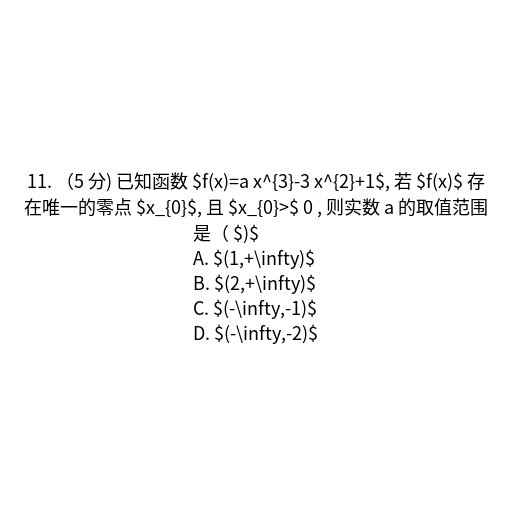 11. （5 分) 已知函数 $f(x)=a x^{3}-3 x^{2}+1$, 若 $f(x)$ 存
在唯一的零点 $x_{0}$, 且 $x_{0}>$ 0 , 则实数 a 的取值范围
是（ $)$
A. $(1,+\infty)$
B. $(2,+\infty)$
C. $(-\infty,-1)$
D. $(-\infty,-2)$